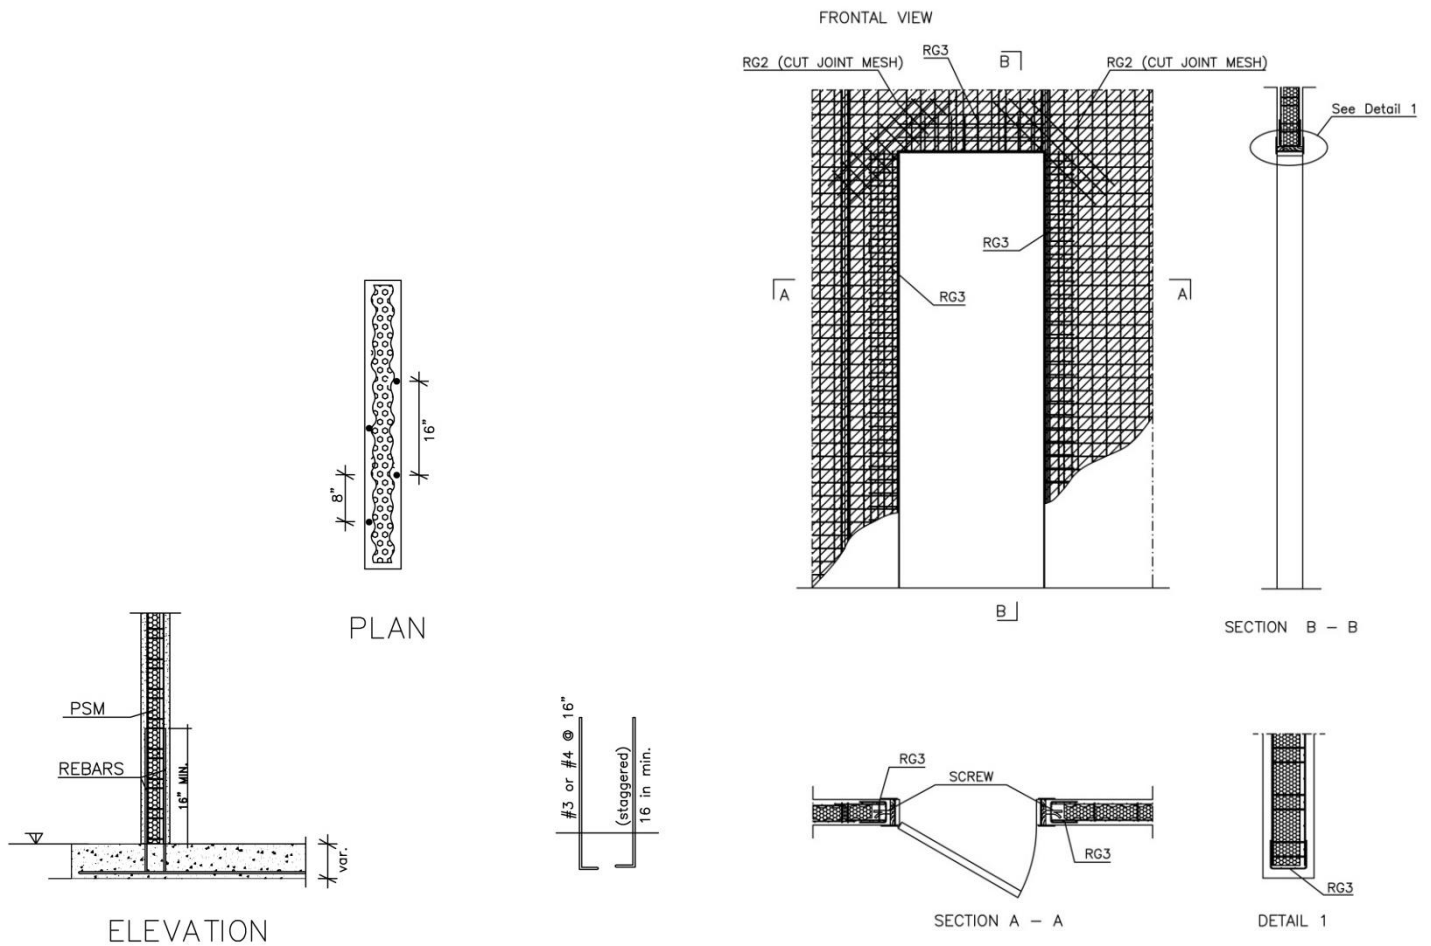 FRONTAL VIEW
RG2 (CUT JOINT MESH)
RG3
B
RG2 (CUT JOINT MESH)
See Detail 1
RG3
RG3
A
A
B
SECTION B - B
16"
8"
PLAN
PSM
REBARS
16" MIN.
var.
ELEVATION
#3 or #4 @ 16"
(staggered)
16 in min.
RG3
SCREW
RG3
SECTION A - A
RG3
DETAIL 1